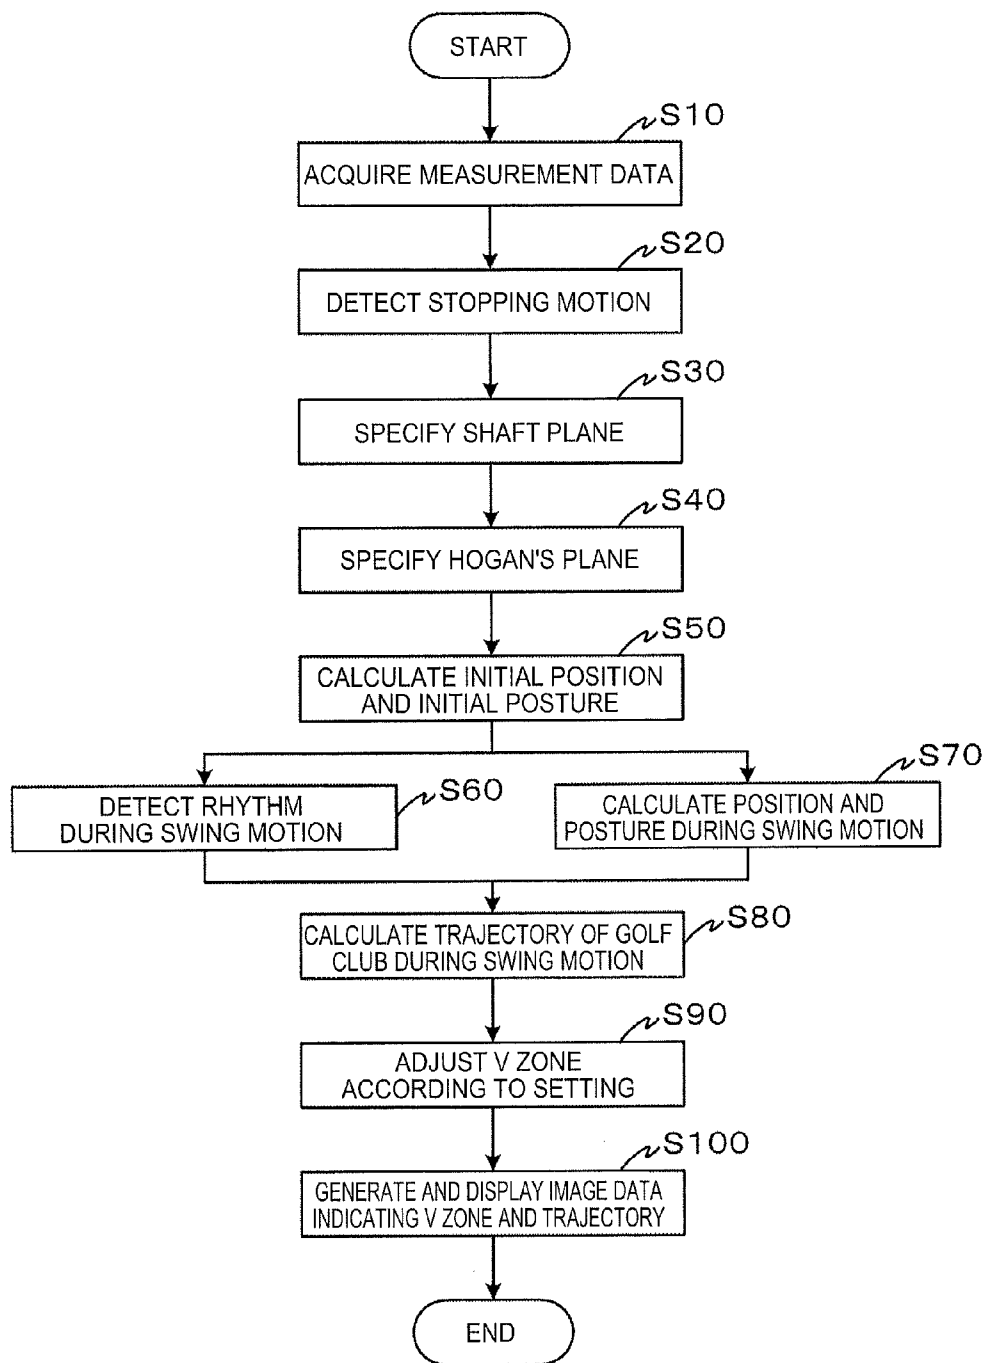 START
S10
ACQUIRE MEASUREMENT DATA
S20
DETECT STOPPING MOTION
S30
SPECIFY SHAFT PLANE
S40
SPECIFY HOGAN'S PLANE
S50
CALCULATE INITIAL POSITION
AND INITIAL POSTURE
S60
DETECT RHYTHM
DURING SWING MOTION
S70
CALCULATE POSITION AND
POSTURE DURING SWING MOTION
S80
CALCULATE TRAJECTORY OF GOLF
CLUB DURING SWING MOTION
S90
ADJUST V ZONE
ACCORDING TO SETTING
S100
GENERATE AND DISPLAY IMAGE DATA
INDICATING V ZONE AND TRAJECTORY
END